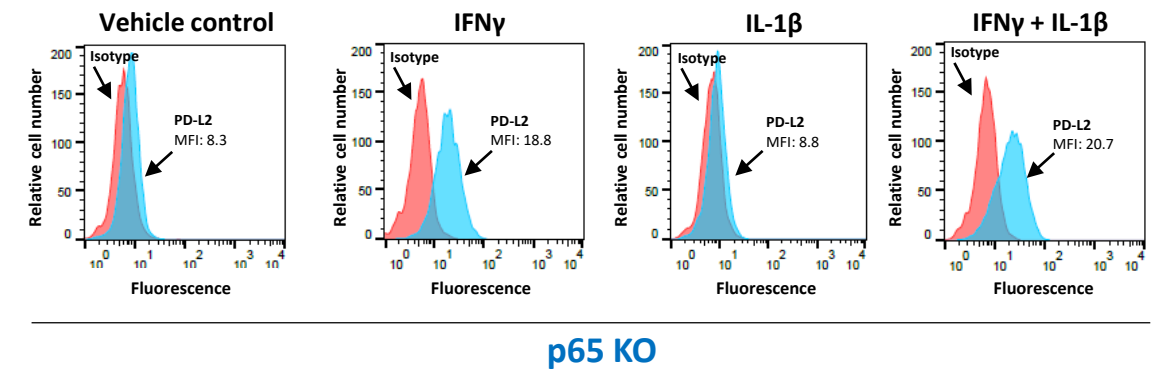 Vehicle control
IFNγ
IL-1β
IFNγ + IL-1β
Relative cell number
200
150
100
50
0
Isotype
PD-L2
MFI: 8.3
10^0 10^1 10^2 10^3 10^4
Fluorescence
Relative cell number
200
150
100
50
0
Isotype
PD-L2
MFI: 18.8
10^0 10^1 10^2 10^3 10^4
Fluorescence
Relative cell number
200
150
100
50
0
Isotype
PD-L2
MFI: 8.8
10^0 10^1 10^2 10^3 10^4
Fluorescence
Relative cell number
200
150
100
50
0
Isotype
PD-L2
MFI: 20.7
10^0 10^1 10^2 10^3 10^4
Fluorescence
p65 KO